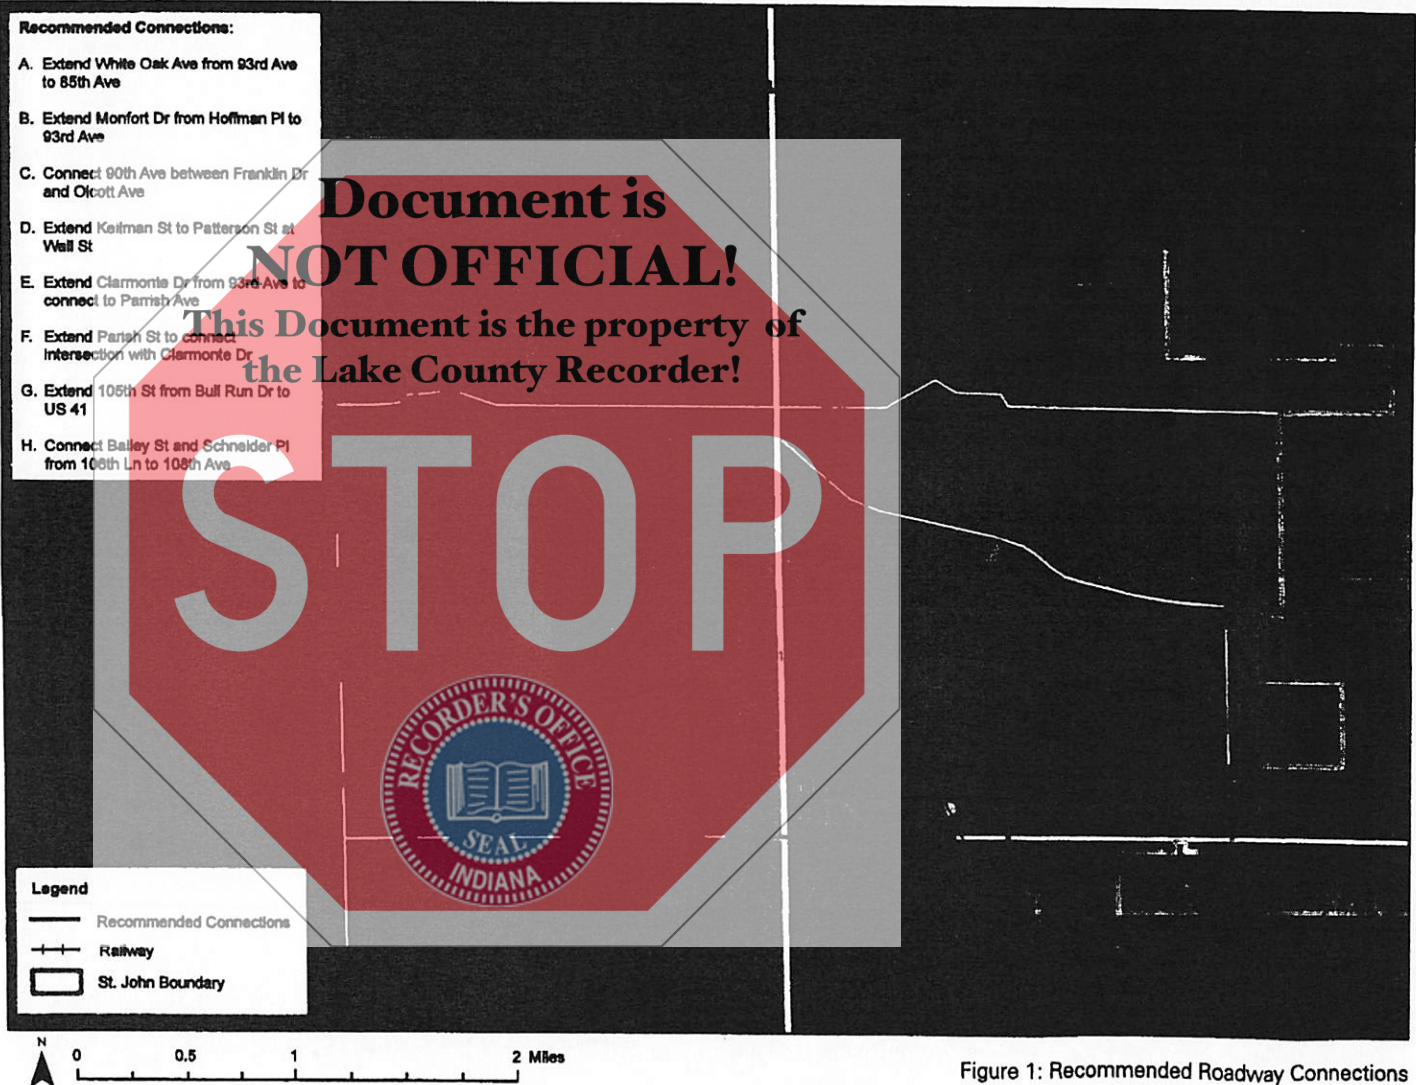 Recommended Connections:
A. Extend White Oak Ave from 93rd Ave
to 85th Ave
B. Extend Monfort Dr from Hoffman Pl to
93rd Ave
C. Connect 90th Ave between Franklin Dr
and Olcott Ave
D. Extend Keilman St to Patterson St at
Wall St
E. Extend Clarmonte Dr from 93rd Ave to
connect to Parrish Ave
F. Extend Parish St to connect
intersection with Clarmonte Dr
G. Extend 105th St from Bull Run Dr to
US 41
H. Connect Bailey St and Schneider Pl
from 106th Ln to 108th Ave
Document is
NOT OFFICIAL!
This Document is the property of
the Lake County Recorder!
STOP
RECORDER'S OFFICE
SEAL
INDIANA
Legend
Recommended Connections
Railway
St. John Boundary
N
0 0.5 1 2 Miles
Figure 1: Recommended Roadway Connections